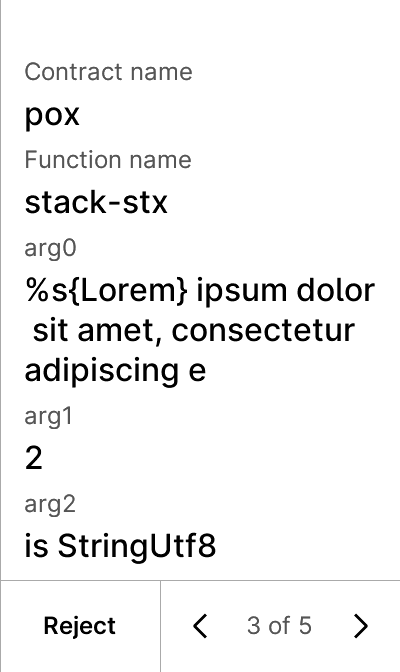 Contract name
pox
Function name
stack-stx
arg0
%s{Lorem} ipsum dolor
sit amet, consectetur
adipiscing e
arg1
2
arg2
is StringUtf8
Reject
3 of 5